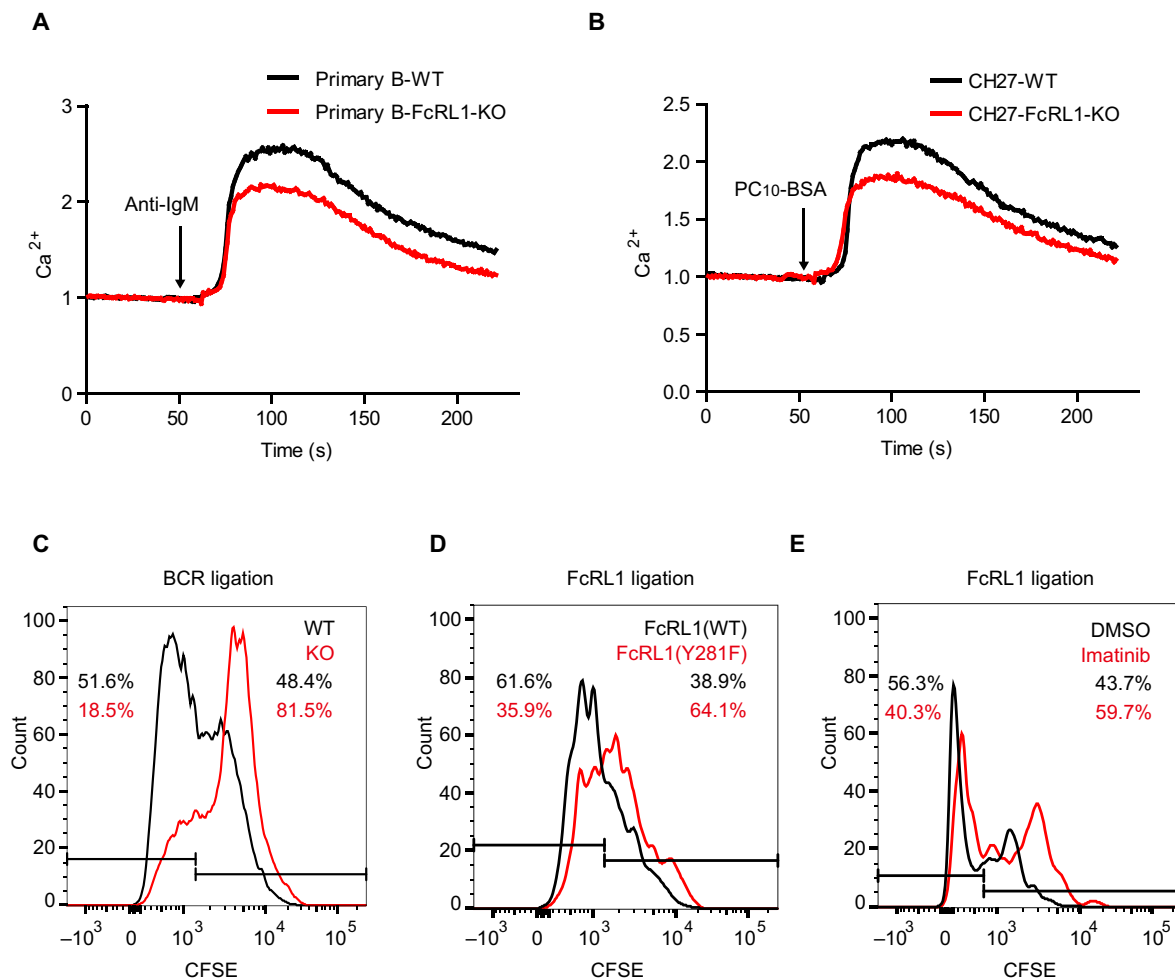 A
Primary B-WT
Primary B-FcRL1-KO
3
2
1
0
Ca2+
Anti-IgM
0 50 100 150 200
Time (s)
B
CH27-WT
CH27-FcRL1-KO
2.5
2.0
1.5
1.0
0.5
0.0
Ca2+
PC10-BSA
0 50 100 150 200
Time (s)
C
BCR ligation
100
80
60
40
20
0
Count
WT
KO
51.6% 48.4%
18.5% 81.5%
−10³ 0 10³ 10⁴ 10⁵
CFSE
D
FcRL1 ligation
100
80
60
40
20
0
Count
FcRL1(WT)
FcRL1(Y281F)
61.6% 38.9%
35.9% 64.1%
−10³ 0 10³ 10⁴ 10⁵
CFSE
E
FcRL1 ligation
100
80
60
40
20
0
Count
DMSO
Imatinib
56.3% 43.7%
40.3% 59.7%
−10³ 0 10³ 10⁴ 10⁵
CFSE